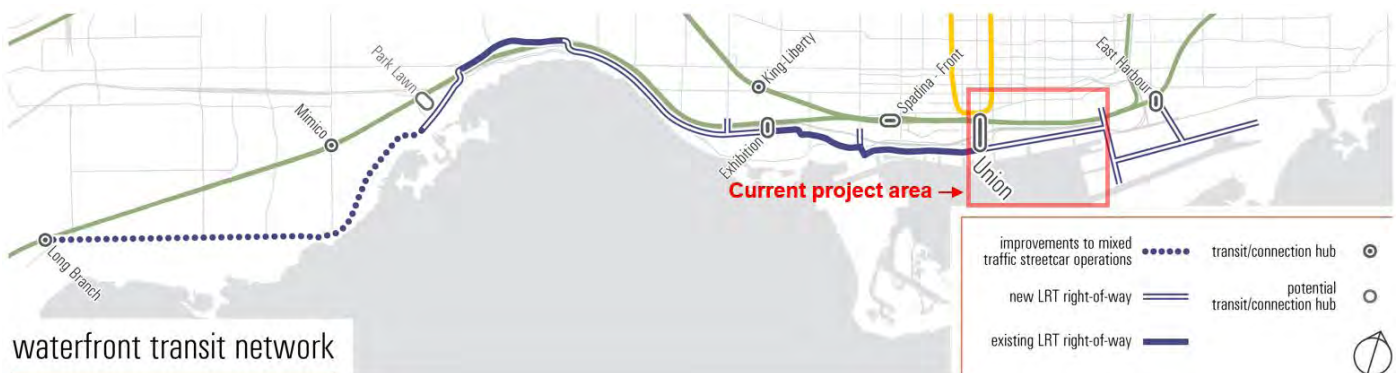 Park Lawn
Mimico
Long Branch
King-Liberty
Exhibition
Spadina - Front
Union
East Harbour
Current project area →
improvements to mixed
traffic streetcar operations
transit/connection hub
new LRT right-of-way
potential
transit/connection hub
existing LRT right-of-way
waterfront transit network